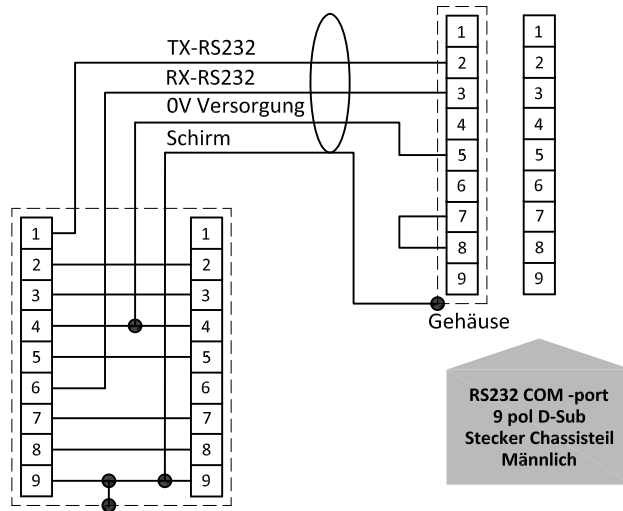 TX-RS232
RX-RS232
0V Versorgung
Schirm
1 1
2 2
3 3
4 4
5 5
6 6
7 7
8 8
9 9
Gehäuse
1 1
2 2
3 3
4 4
5 5
6 6
7 7
8 8
9 9
RS232 COM -port
9 pol D-Sub
Stecker Chassisteil
Männlich